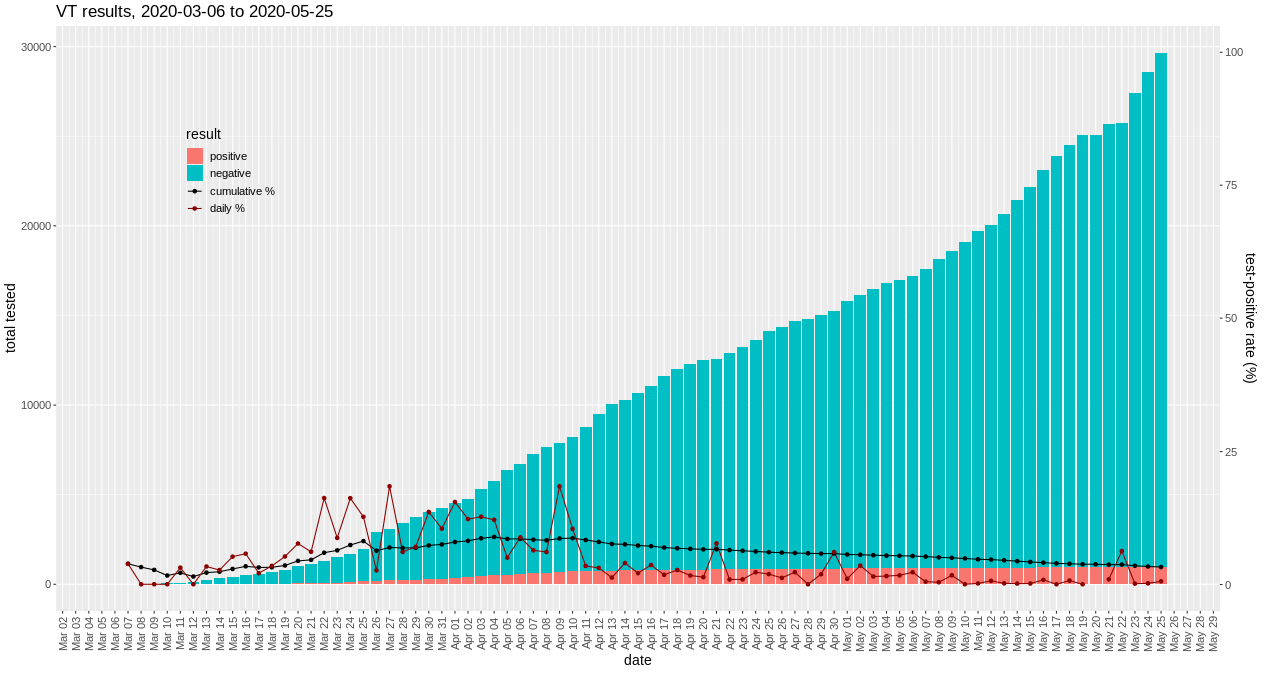 VT results, 2020-03-06 to 2020-05-25
30000
20000
10000
0
total tested
result
positive
negative
cumulative %
daily %
100
75
50
25
0
test-positive rate (%)
Mar 02
Mar 03
Mar 04
Mar 05
Mar 06
Mar 07
Mar 08
Mar 09
Mar 10
Mar 11
Mar 12
Mar 13
Mar 14
Mar 15
Mar 16
Mar 17
Mar 18
Mar 19
Mar 20
Mar 21
Mar 22
Mar 23
Mar 24
Mar 25
Mar 26
Mar 27
Mar 28
Mar 29
Mar 30
Mar 31
Apr 01
Apr 02
Apr 03
Apr 04
Apr 05
Apr 06
Apr 07
Apr 08
Apr 09
Apr 10
Apr 11
Apr 12
Apr 13
Apr 14
Apr 15
Apr 16
Apr 17
Apr 18
Apr 19
Apr 20
Apr 21
Apr 22
Apr 23
Apr 24
Apr 25
Apr 26
Apr 27
Apr 28
Apr 29
Apr 30
May 01
May 02
May 03
May 04
May 05
May 06
May 07
May 08
May 09
May 10
May 11
May 12
May 13
May 14
May 15
May 16
May 17
May 18
May 19
May 20
May 21
May 22
May 23
May 24
May 25
May 26
May 27
May 28
May 29
date